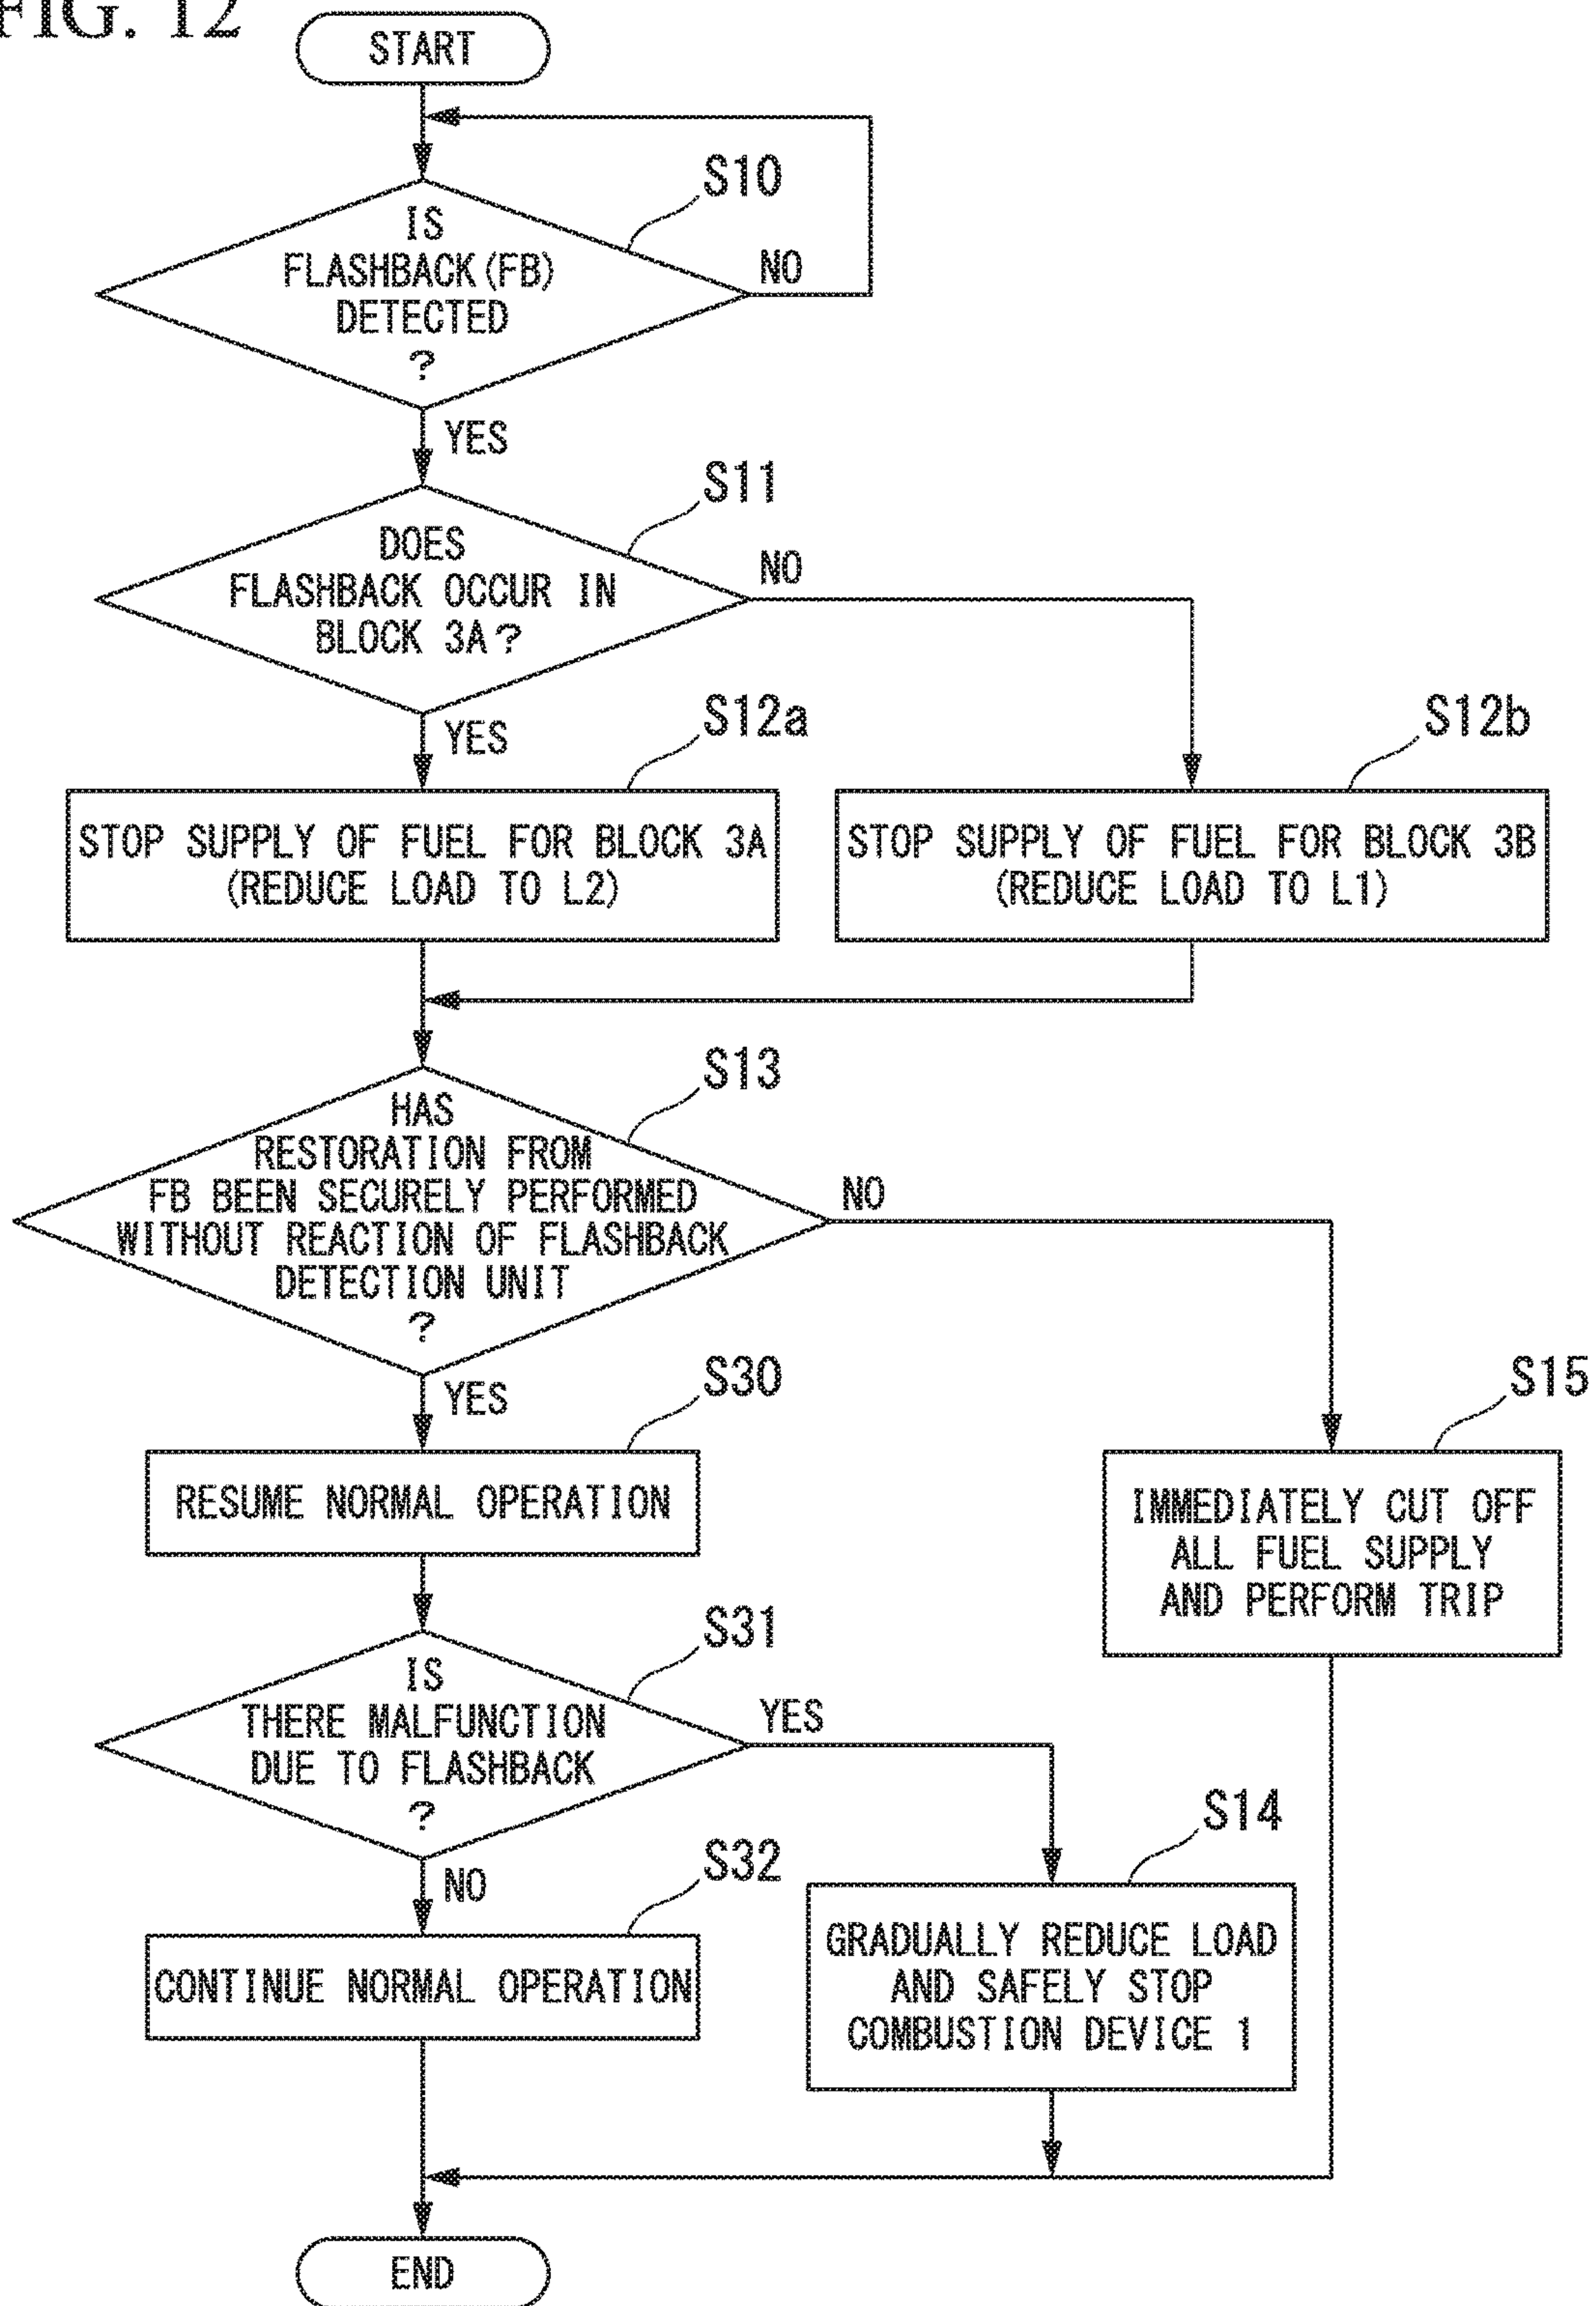 FIG. 12
START
S10
IS
FLASHBACK(FB)
DETECTED
?
NO
YES
S11
DOES
FLASHBACK OCCUR IN
BLOCK 3A?
NO
YES
S12a
S12b
STOP SUPPLY OF FUEL FOR BLOCK 3A
(REDUCE LOAD TO L2)
STOP SUPPLY OF FUEL FOR BLOCK 3B
(REDUCE LOAD TO L1)
S13
HAS
RESTORATION FROM
FB BEEN SECURELY PERFORMED
WITHOUT REACTION OF FLASHBACK
DETECTION UNIT
?
NO
YES
S30
S15
RESUME NORMAL OPERATION
IMMEDIATELY CUT OFF
ALL FUEL SUPPLY
AND PERFORM TRIP
S31
IS
THERE MALFUNCTION
DUE TO FLASHBACK
?
YES
NO
S14
S32
GRADUALLY REDUCE LOAD
AND SAFELY STOP
COMBUSTION DEVICE 1
CONTINUE NORMAL OPERATION
END